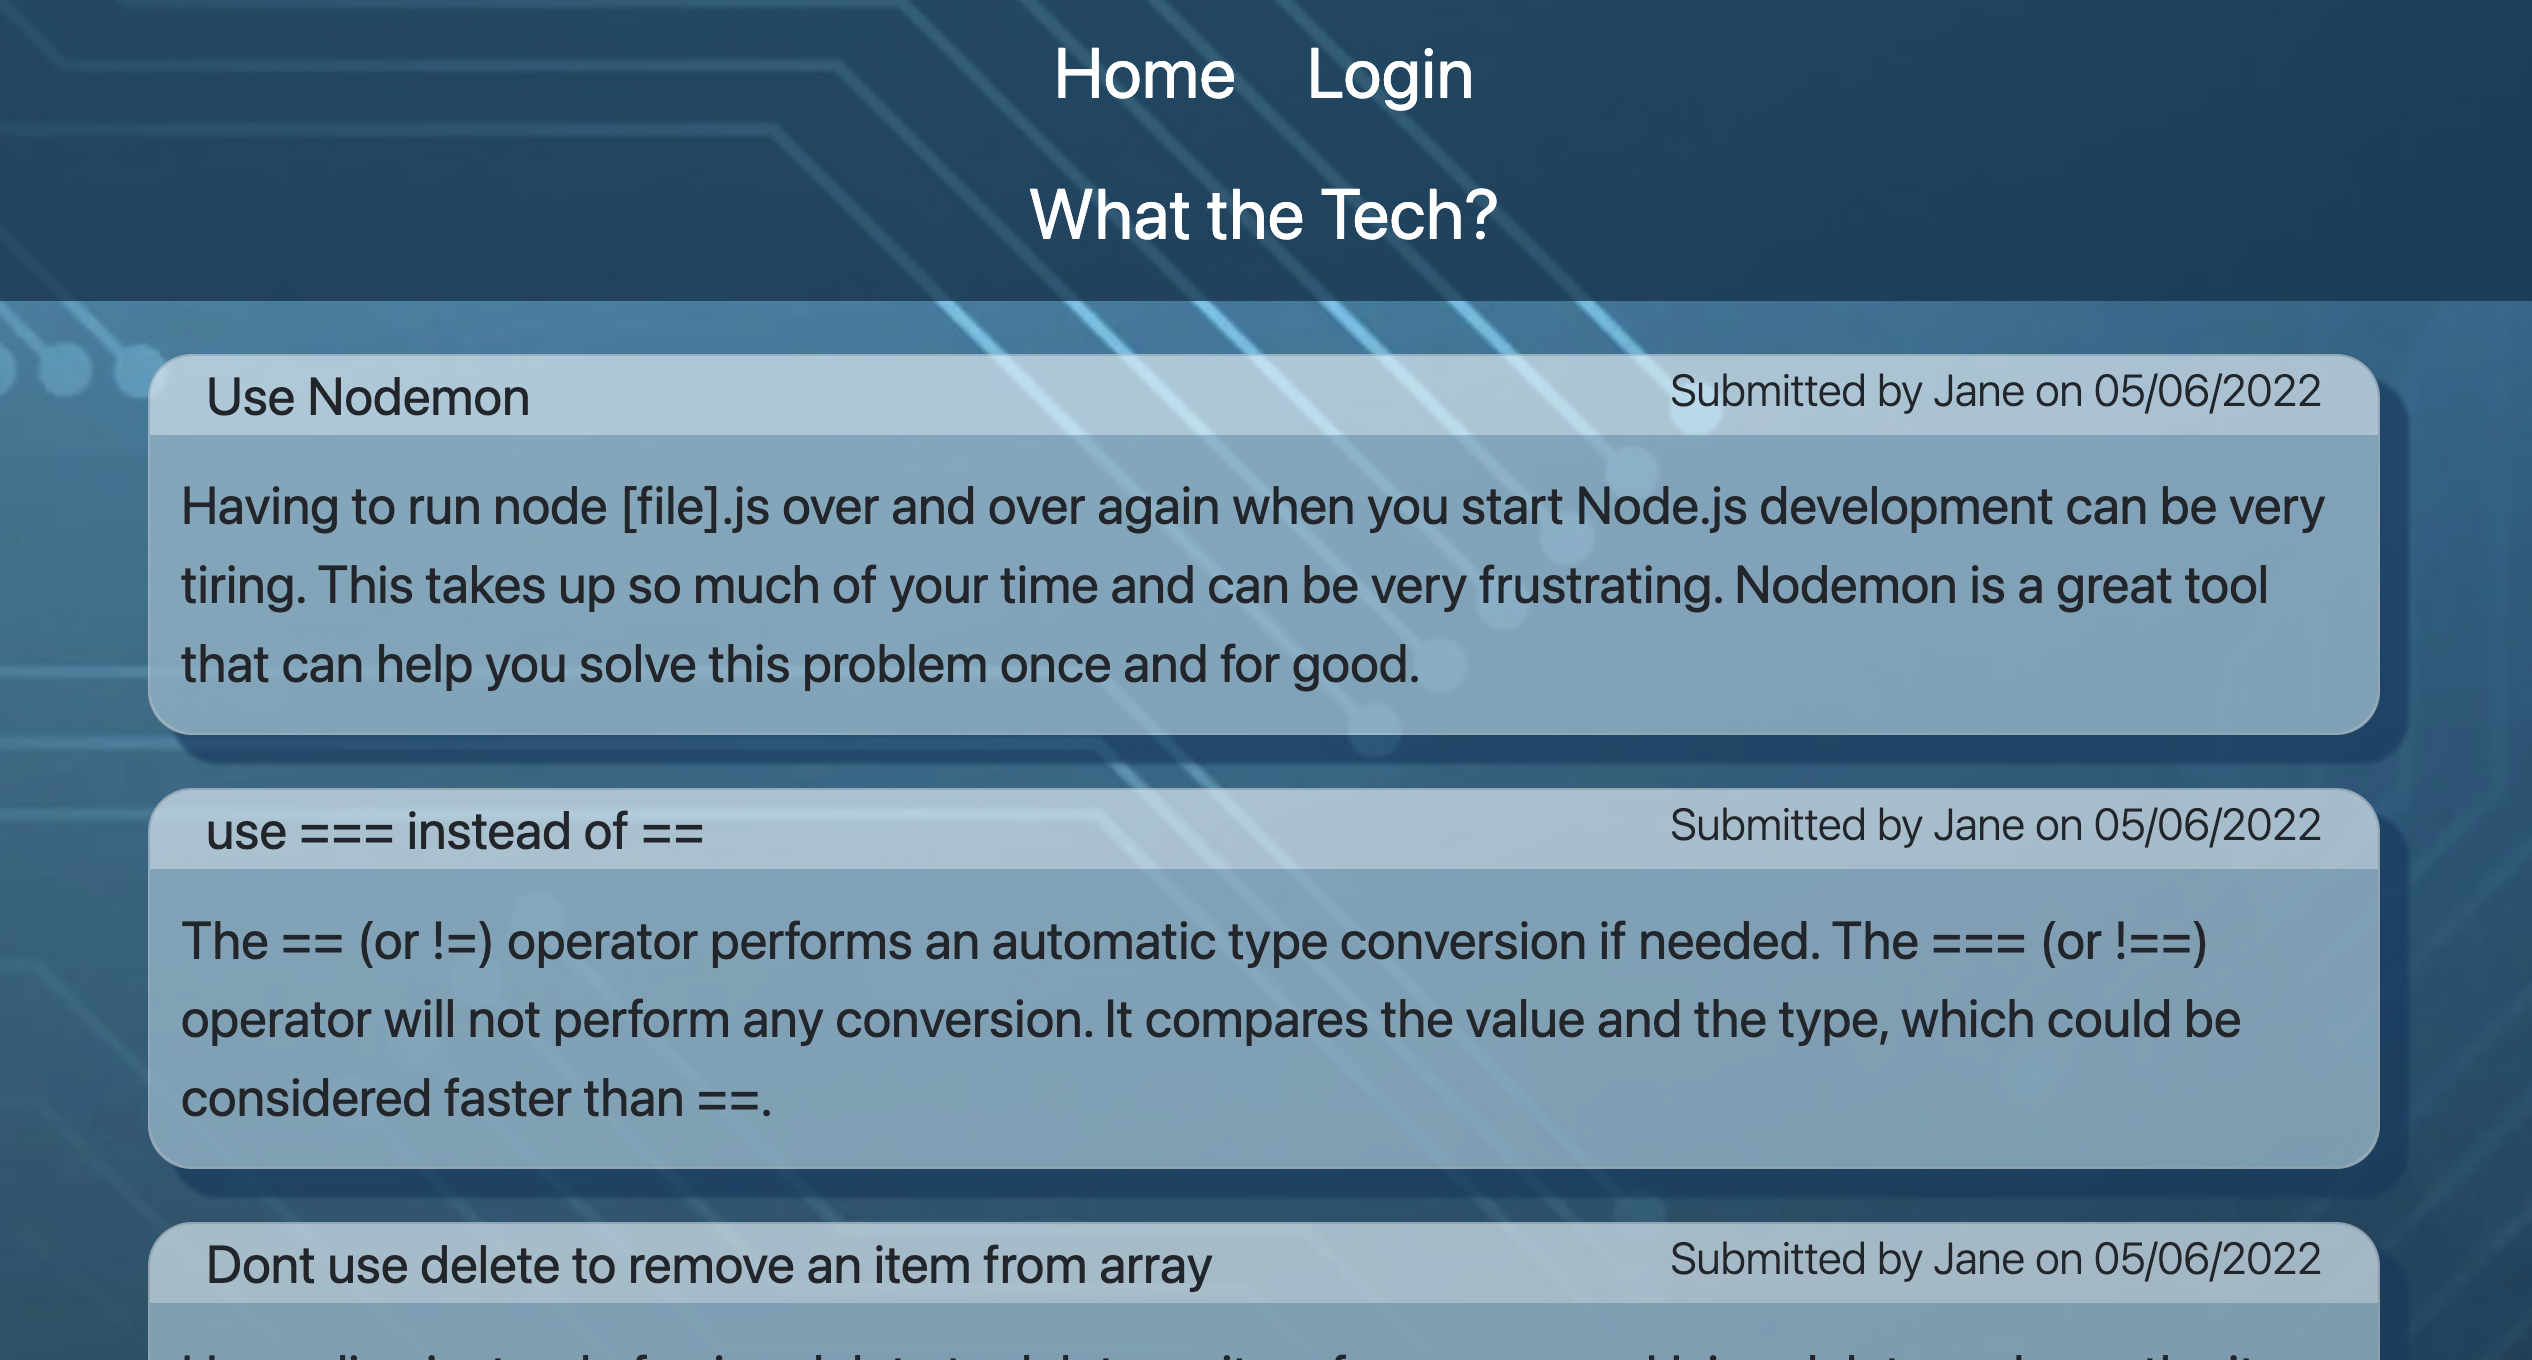 Home Login
What the Tech?
Use Nodemon
Submitted by Jane on 05/06/2022
Having to run node [file].js over and over again when you start Node.js development can be very
tiring. This takes up so much of your time and can be very frustrating. Nodemon is a great tool
that can help you solve this problem once and for good.
use === instead of ==
Submitted by Jane on 05/06/2022
The == (or !=) operator performs an automatic type conversion if needed. The === (or !==)
operator will not perform any conversion. It compares the value and the type, which could be
considered faster than ==.
Dont use delete to remove an item from array
Submitted by Jane on 05/06/2022